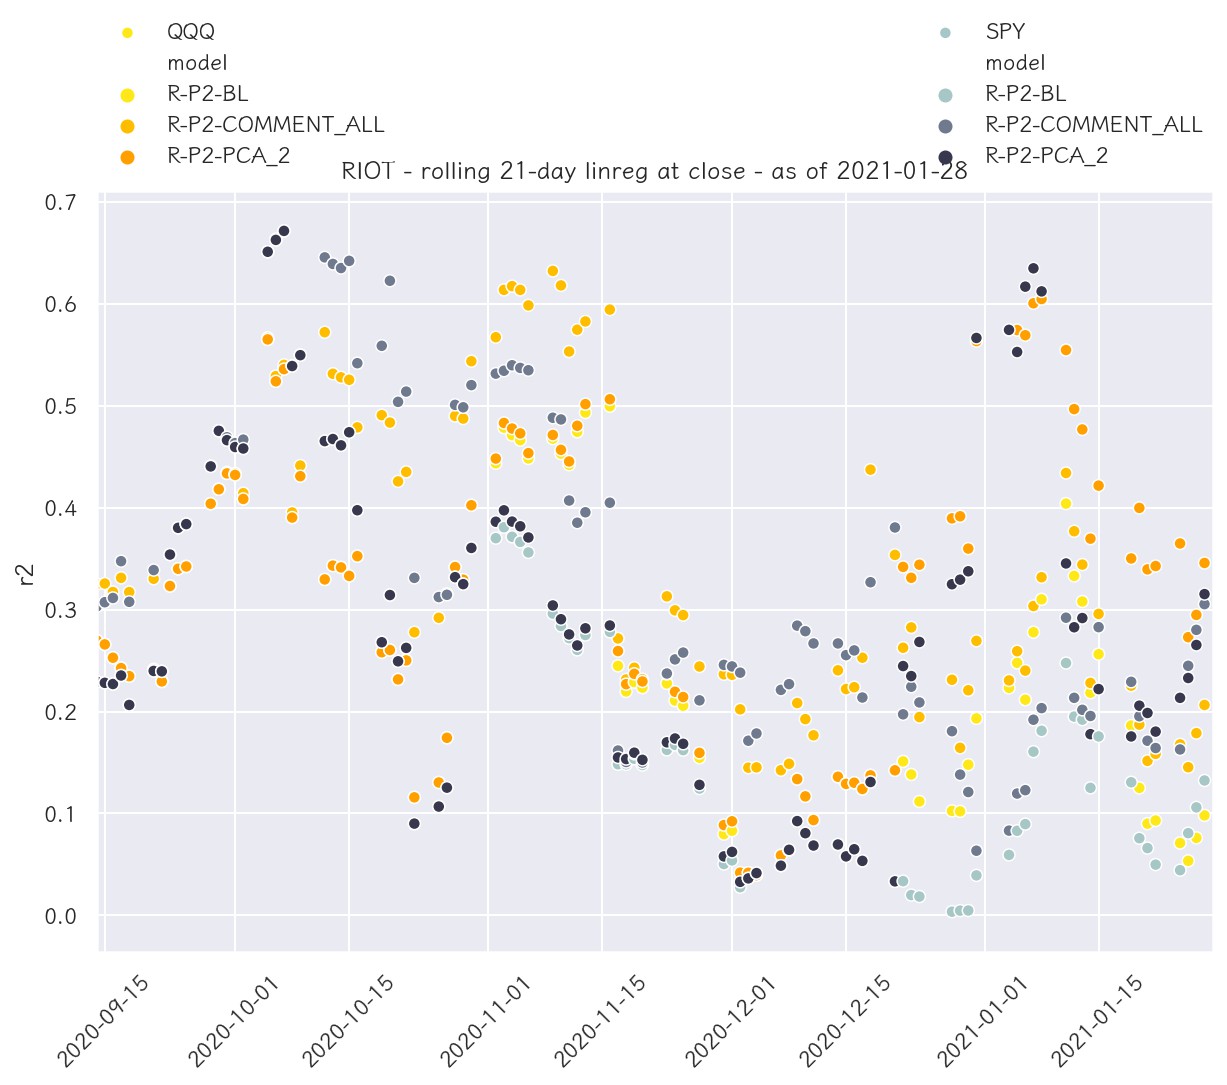 QQQ
model
R-P2-BL
R-P2-COMMENT_ALL
R-P2-PCA_2
SPY
model
R-P2-BL
R-P2-COMMENT_ALL
R-P2-PCA_2
RIOT - rolling 21-day linreg at close - as of 2021-01-28
0.7
0.6
0.5
0.4
0.3
0.2
0.1
0.0
r2
2020-09-15
2020-10-01
2020-10-15
2020-11-01
2020-11-15
2020-12-01
2020-12-15
2021-01-01
2021-01-15